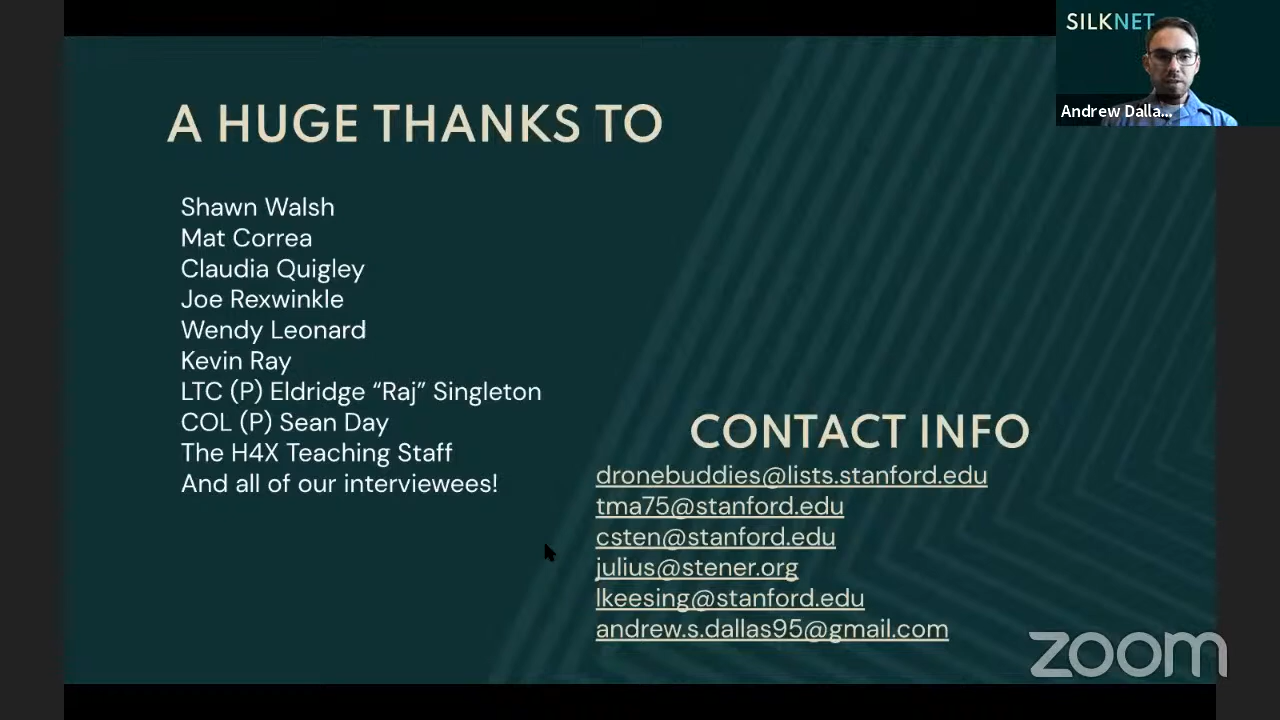 SILKNET
Andrew Dalla...
A HUGE THANKS TO
Shawn Walsh
Mat Correa
Claudia Quigley
Joe Rexwinkle
Wendy Leonard
Kevin Ray
LTC (P) Eldridge “Raj” Singleton
COL (P) Sean Day
The H4X Teaching Staff
And all of our interviewees!
CONTACT INFO
dronebuddies@lists.stanford.edu
tma75@stanford.edu
csten@stanford.edu
julius@stener.org
lkeesing@stanford.edu
andrew.s.dallas95@gmail.com
zoom